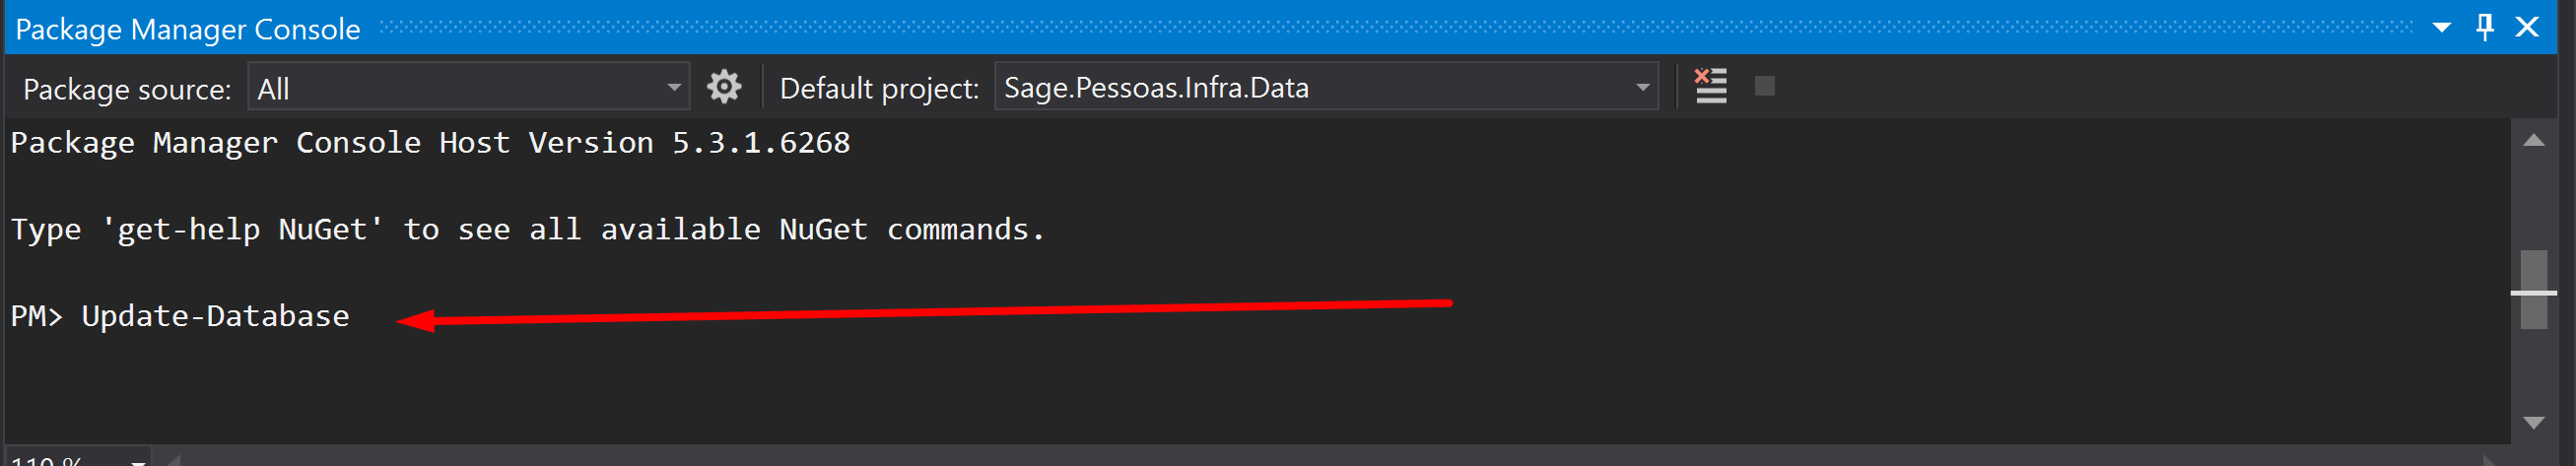 Package Manager Console
Package source: All Default project: Sage.Pessoas.Infra.Data
Package Manager Console Host Version 5.3.1.6268
Type 'get-help NuGet' to see all available NuGet commands.
PM> Update-Database
110 %